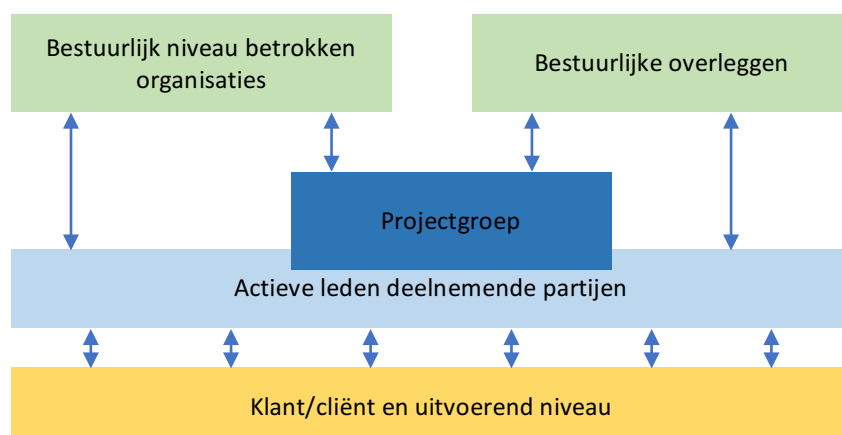 Bestuurlijk niveau betrokken
organisaties
Bestuurlijke overleggen
Projectgroep
Actieve leden deelnemende partijen
Klant/cliënt en uitvoerend niveau